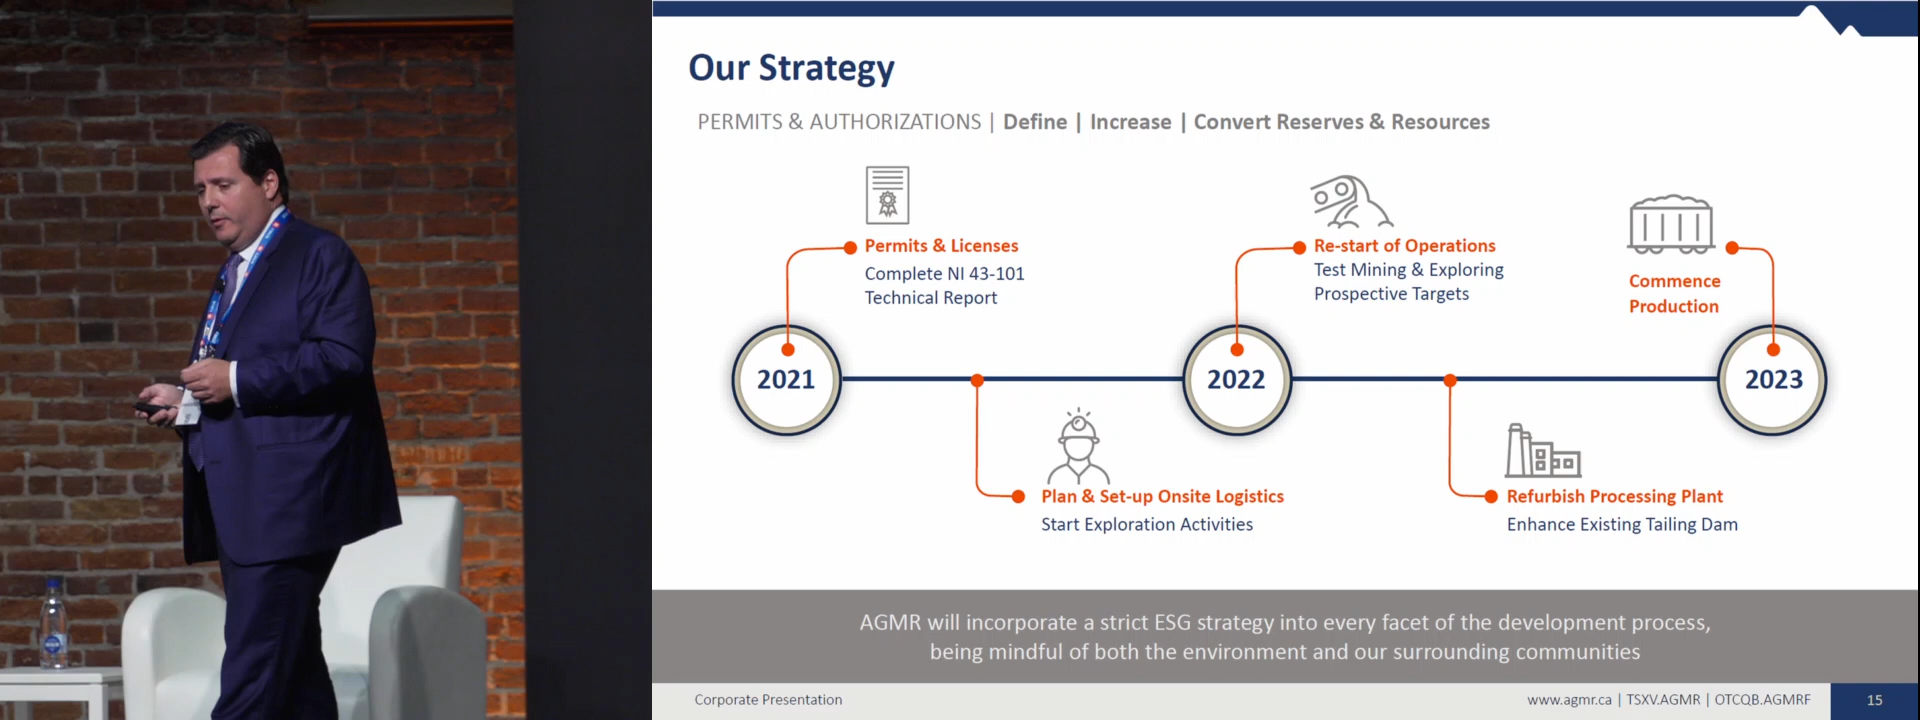 Our Strategy
PERMITS & AUTHORIZATIONS | Define | Increase | Convert Reserves & Resources
Permits & Licenses
Complete NI 43-101
Technical Report
Re-start of Operations
Test Mining & Exploring
Prospective Targets
Commence
Production
2021
2022
2023
Plan & Set-up Onsite Logistics
Start Exploration Activities
Refurbish Processing Plant
Enhance Existing Tailing Dam
AGMR will incorporate a strict ESG strategy into every facet of the development process,
being mindful of both the environment and our surrounding communities
Corporate Presentation
www.agmr.ca | TSXV.AGMR | OTCQB.AGMRF
15